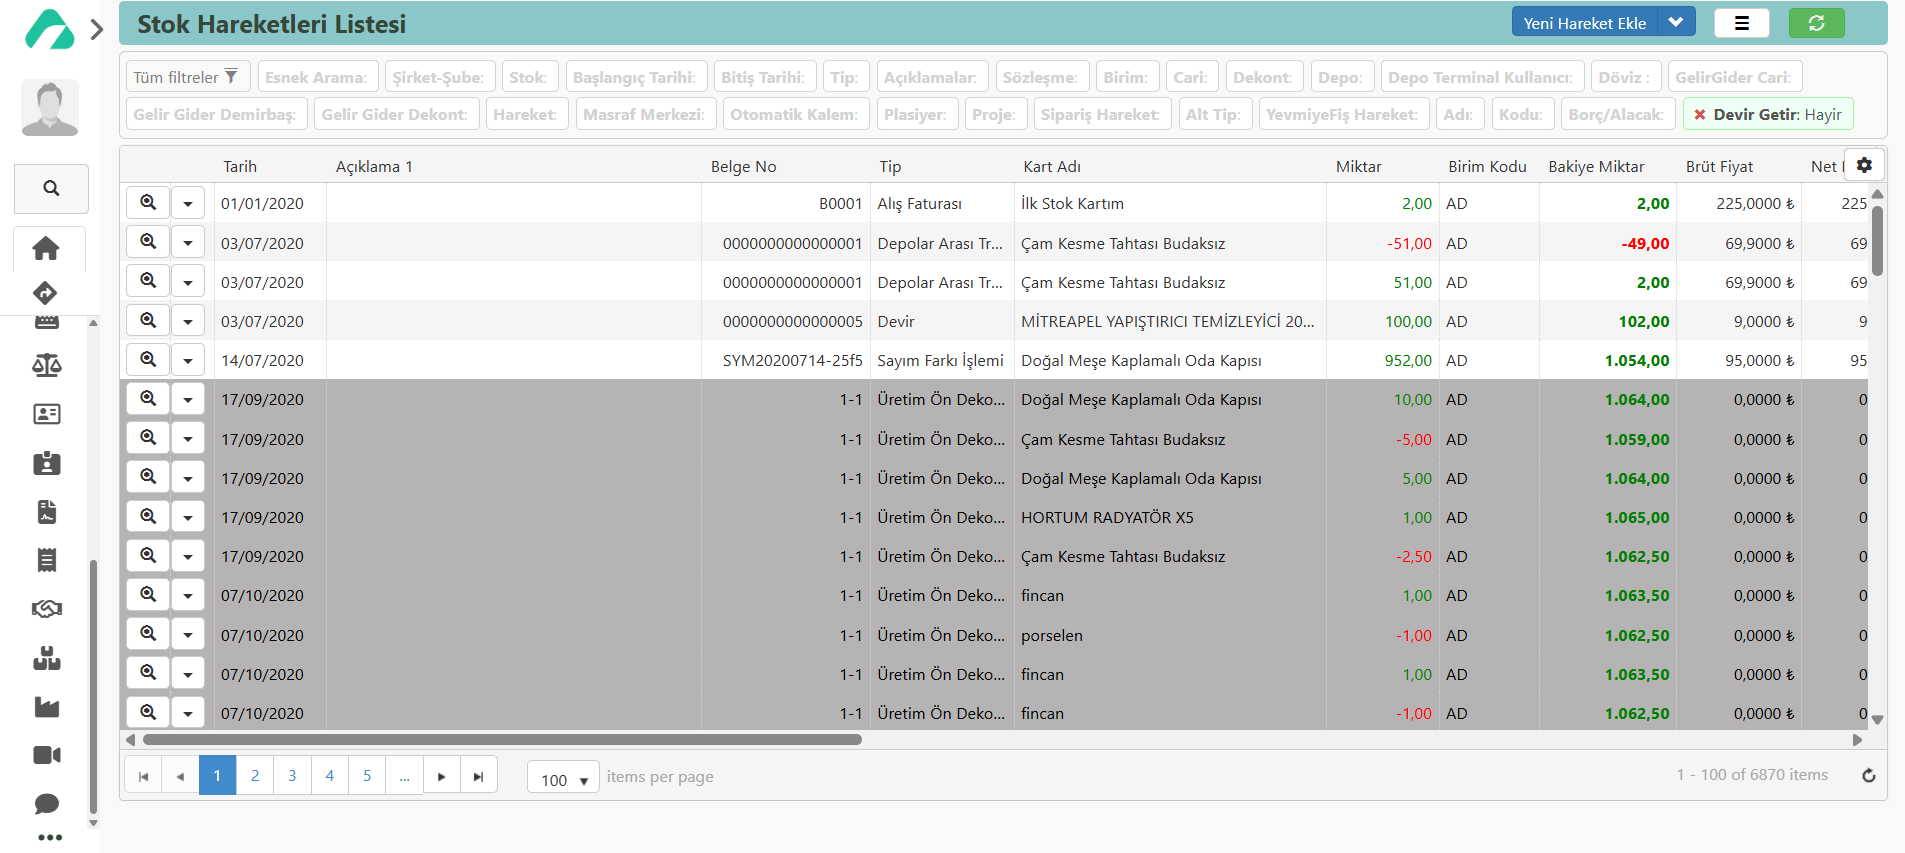 Stok Hareketleri Listesi
Yeni Hareket Ekle
Tüm filtreler Esnek Arama: Şirket-Şube: Stok: Başlangıç Tarihi: Bitiş Tarihi: Tip: Açıklamalar: Sözleşme: Birim: Cari: Dekont: Depo: Depo Terminal Kullanıcı: Döviz : GelirGider Cari:
Gelir Gider Demirbaş: Gelir Gider Dekont: Hareket: Masraf Merkezi: Otomatik Kalem: Plasiyer: Proje: Sipariş Hareket: Alt Tip: YevmiyeFiş Hareket: Adı: Kodu: Borç/Alacak: Devir Getir: Hayir
Tarih Açıklama 1 Belge No Tip Kart Adı Miktar Birim Kodu Bakiye Miktar Brüt Fiyat Net
01/01/2020 B0001 Alış Faturası İlk Stok Kartım 2,00 AD 2,00 225,0000 ₺ 225
03/07/2020 0000000000000001 Depolar Arası Tr... Çam Kesme Tahtası Budaksız -51,00 AD -49,00 69,9000 ₺ 69
03/07/2020 0000000000000001 Depolar Arası Tr... Çam Kesme Tahtası Budaksız 51,00 AD 2,00 69,9000 ₺ 69
03/07/2020 0000000000000005 Devir MİTREAPEL YAPIŞTIRICI TEMİZLEYİCİ 20... 100,00 AD 102,00 9,0000 ₺ 9
14/07/2020 SYM20200714-25f5 Sayım Farkı İşlemi Doğal Meşe Kaplamalı Oda Kapısı 952,00 AD 1.054,00 95,0000 ₺ 95
17/09/2020 1-1 Üretim Ön Deko... Doğal Meşe Kaplamalı Oda Kapısı 10,00 AD 1.064,00 0,0000 ₺ 0
17/09/2020 1-1 Üretim Ön Deko... Çam Kesme Tahtası Budaksız -5,00 AD 1.059,00 0,0000 ₺ 0
17/09/2020 1-1 Üretim Ön Deko... Doğal Meşe Kaplamalı Oda Kapısı 5,00 AD 1.064,00 0,0000 ₺ 0
17/09/2020 1-1 Üretim Ön Deko... HORTUM RADYATÖR X5 1,00 AD 1.065,00 0,0000 ₺ 0
17/09/2020 1-1 Üretim Ön Deko... Çam Kesme Tahtası Budaksız -2,50 AD 1.062,50 0,0000 ₺ 0
07/10/2020 1-1 Üretim Ön Deko... fincan 1,00 AD 1.063,50 0,0000 ₺ 0
07/10/2020 1-1 Üretim Ön Deko... porselen -1,00 AD 1.062,50 0,0000 ₺ 0
07/10/2020 1-1 Üretim Ön Deko... fincan 1,00 AD 1.063,50 0,0000 ₺ 0
07/10/2020 1-1 Üretim Ön Deko... fincan -1,00 AD 1.062,50 0,0000 ₺ 0
1 2 3 4 5 ... 100 items per page 1 - 100 of 6870 items